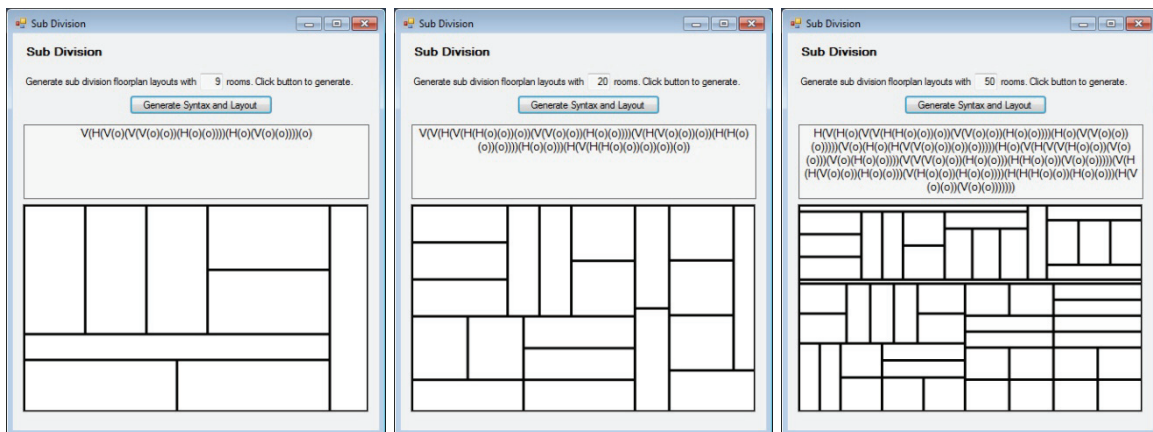 Sub Division
Sub Division
Generate sub division floorplan layouts with 9 rooms. Click button to generate.
Generate Syntax and Layout
V(H(V(o)(V(V(o)(o))(H(o)(o))))(H(o)(V(o)(o))))(o)
Sub Division
Sub Division
Generate sub division floorplan layouts with 20 rooms. Click button to generate.
Generate Syntax and Layout
V(V(H(V(H(H(o)(o))(o))(V(V(o)(o))(H(o)(o))))(V(H(V(o)(o))(o))(H(H(o)
(o))(o))))(H(o)(o)))(H(V(H(H(o)(o))(o))(o))(o))
Sub Division
Sub Division
Generate sub division floorplan layouts with 50 rooms. Click button to generate.
Generate Syntax and Layout
H(V(H(o)(V(V(H(H(o)(o))(o))(V(V(o)(o))(H(o)(o))))(H(o)(V(V(o)(o))
(o)))))(V(o)(H(o)(H(V(V(o)(o))(o))(o)))))(H(o)(V(H(V(V(H(o)(o))(V(o)
(o)))(V(o)(H(o)(o))))(V(V(V(o)(o))(H(o)(o)))(H(H(o)(o))(V(o)(o)))))(V(H
(H(V(o)(o))(H(o)(o)))(V(H(o)(o))(H(o)(o))))(H(H(H(o)(o))(H(o)(o)))(H(V
(o)(o))(V(o)(o)))))))